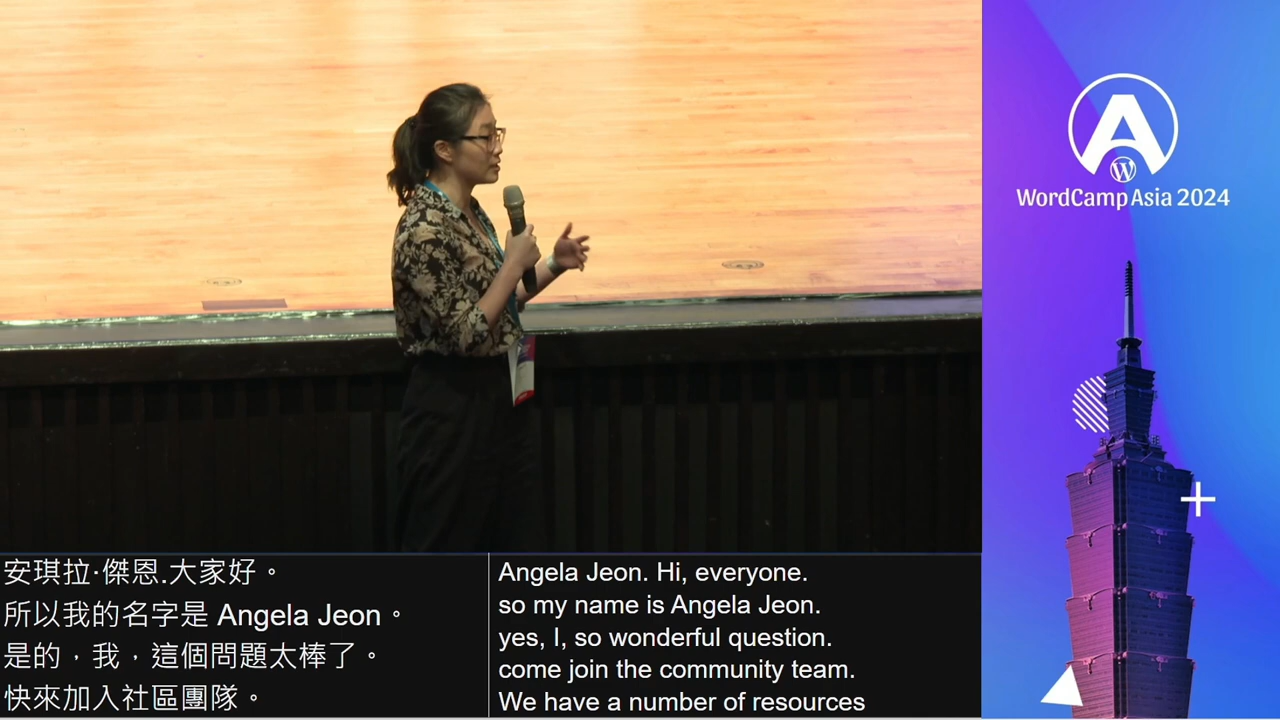 WordCamp Asia 2024
安琪拉·傑恩.大家好。
所以我的名字是 Angela Jeon。
是的，我，這個問題太棒了。
快來加入社區團隊。
Angela Jeon. Hi, everyone.
so my name is Angela Jeon.
yes, I, so wonderful question.
come join the community team.
We have a number of resources